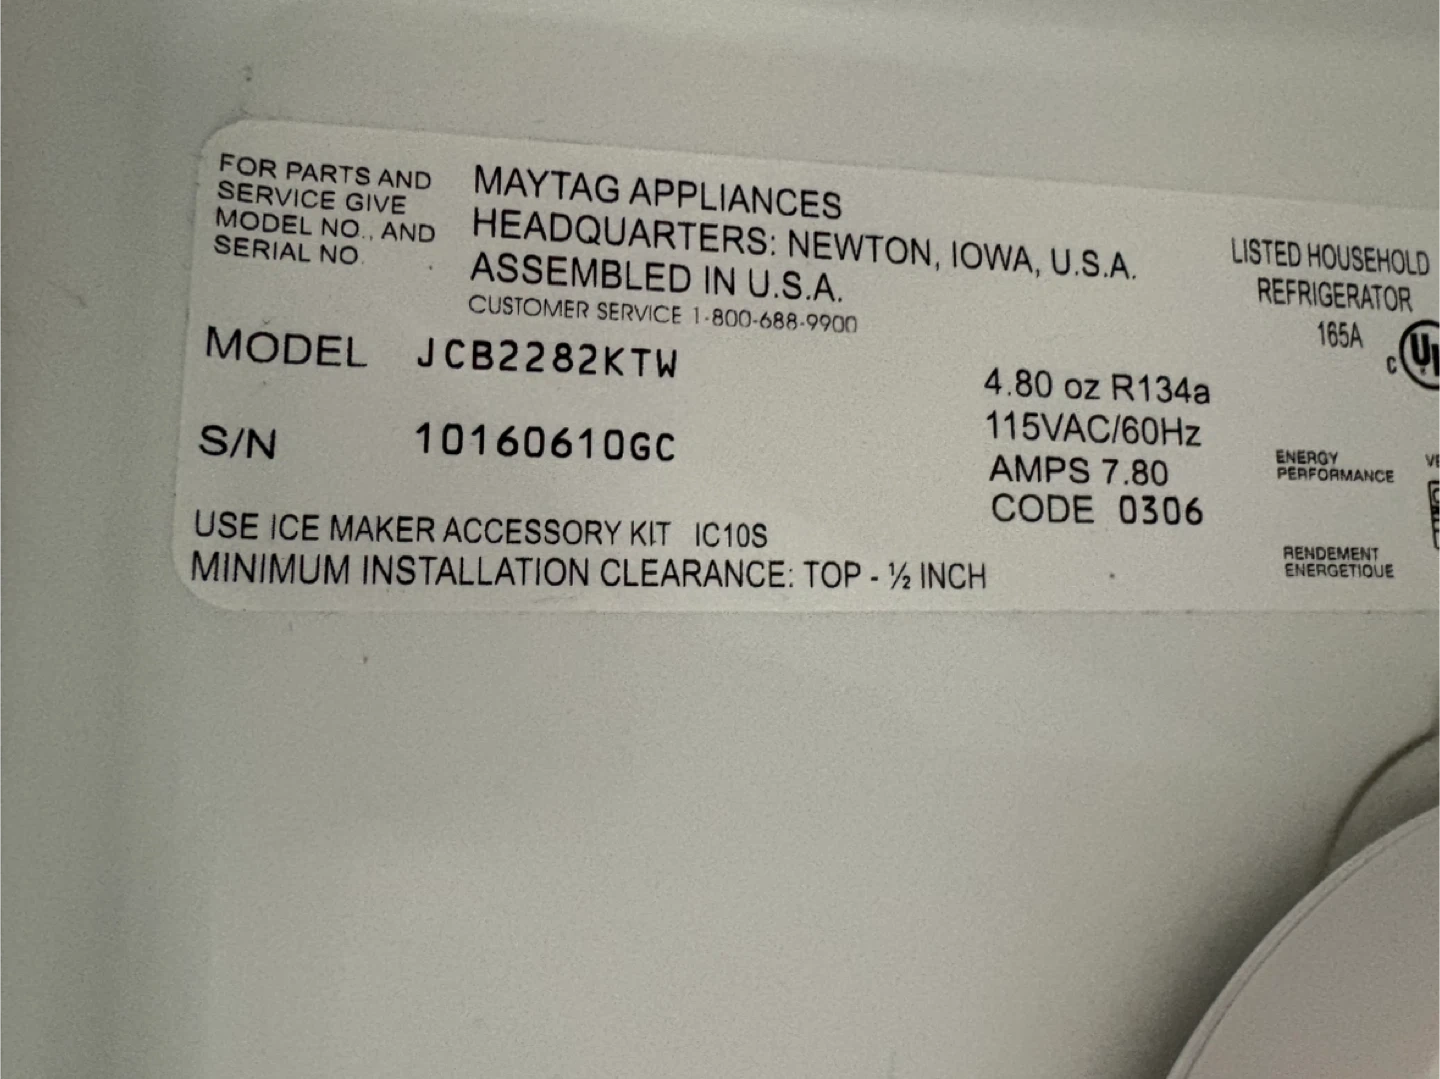 FOR PARTS AND
SERVICE GIVE
MODEL NO., AND
SERIAL NO.
MAYTAG APPLIANCES
HEADQUARTERS: NEWTON, IOWA, U.S.A.
ASSEMBLED IN U.S.A.
CUSTOMER SERVICE 1-800-688-9900
LISTED HOUSEHOLD
REFRIGERATOR
165A
C UL
MODEL JCB2282KTW
S/N 10160610GC
4.80 oz R134a
115VAC/60Hz
AMPS 7.80
CODE 0306
ENERGY
PERFORMANCE
RENDEMENT
ENERGETIQUE
USE ICE MAKER ACCESSORY KIT IC10S
MINIMUM INSTALLATION CLEARANCE: TOP - ½ INCH